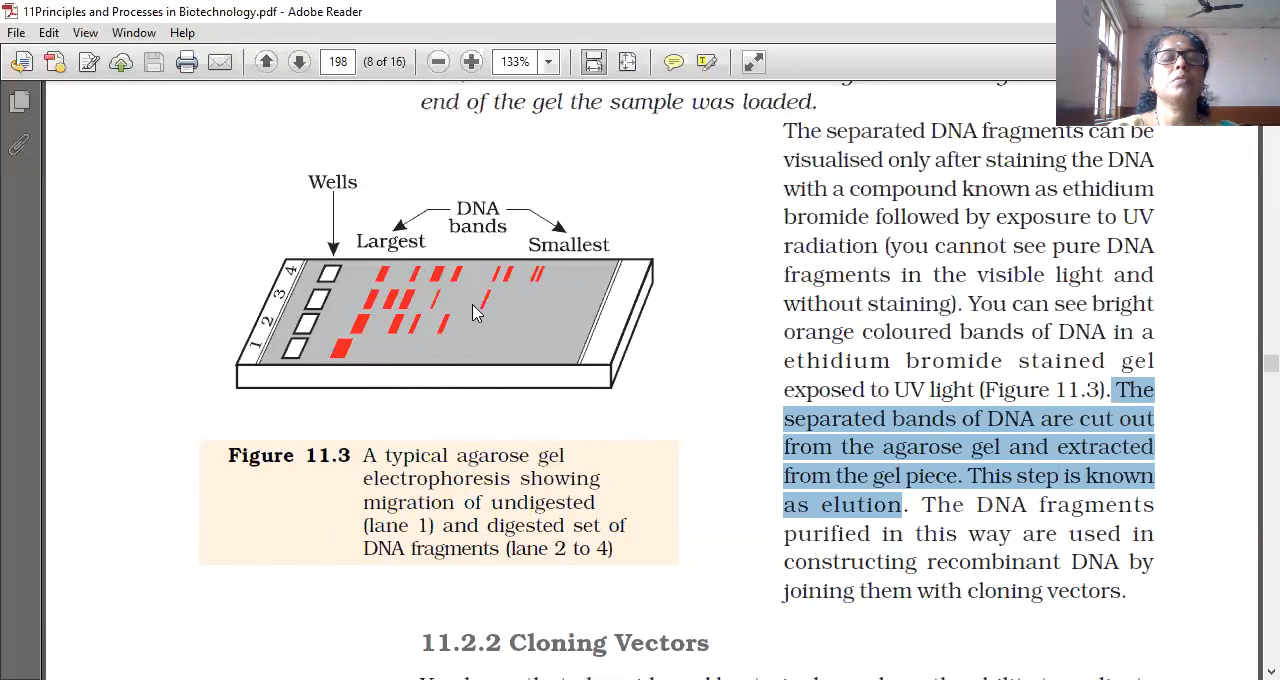 11Principles and Processes in Biotechnology.pdf - Adobe Reader
File Edit View Window Help
198 (8 of 16) 133%
end of the gel the sample was loaded.
The separated DNA fragments can be
visualised only after staining the DNA
with a compound known as ethidium
bromide followed by exposure to UV
radiation (you cannot see pure DNA
fragments in the visible light and
without staining). You can see bright
orange coloured bands of DNA in a
ethidium bromide stained gel
exposed to UV light (Figure 11.3). The
separated bands of DNA are cut out
from the agarose gel and extracted
from the gel piece. This step is known
as elution. The DNA fragments
purified in this way are used in
constructing recombinant DNA by
joining them with cloning vectors.
Wells
DNA
bands
Largest
Smallest
4
3
2
1
Figure 11.3 A typical agarose gel
electrophoresis showing
migration of undigested
(lane 1) and digested set of
DNA fragments (lane 2 to 4)
11.2.2 Cloning Vectors